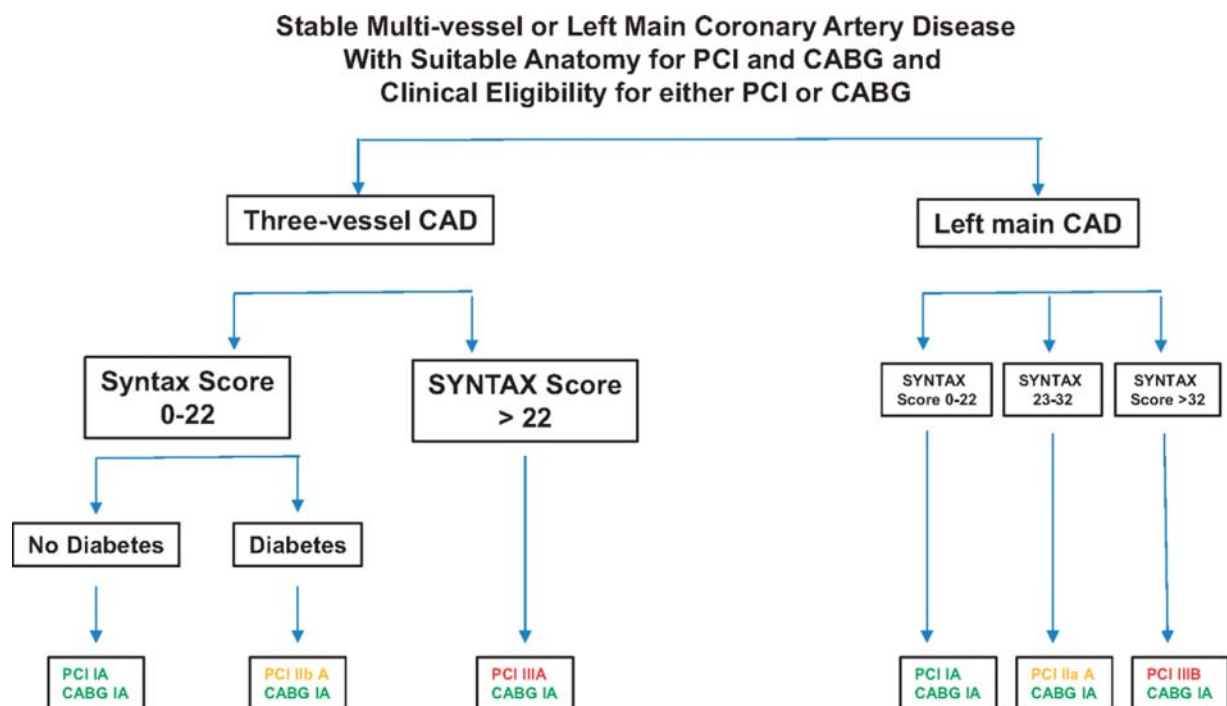 Stable Multi-vessel or Left Main Coronary Artery Disease
With Suitable Anatomy for PCI and CABG and
Clinical Eligibility for either PCI or CABG
Three-vessel CAD
Left main CAD
Syntax Score
0-22
SYNTAX Score
> 22
SYNTAX
Score 0-22
SYNTAX
23-32
SYNTAX
Score >32
No Diabetes
Diabetes
PCI IA
CABG IA
PCI IIb A
CABG IA
PCI IIIA
CABG IA
PCI IA
CABG IA
PCI IIa A
CABG IA
PCI IIIB
CABG IA